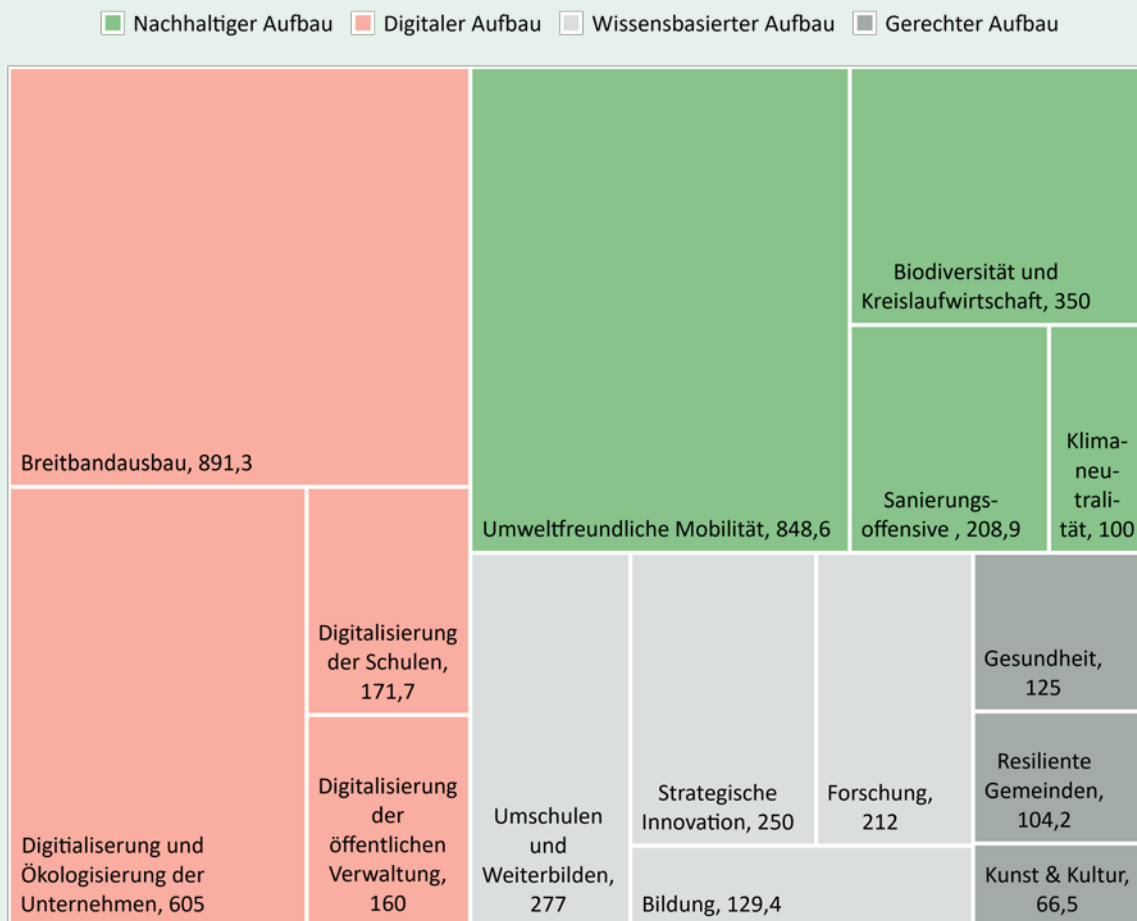 Nachhaltiger Aufbau Digitaler Aufbau Wissensbasierter Aufbau Gerechter Aufbau
Breitbandausbau, 891,3
Digitialiserung und
Ökologisierung der
Unternehmen, 605
Digitalisierung
der Schulen,
171,7
Digitalisierung
der
öffentlichen
Verwaltung,
160
Umweltfreundliche Mobilität, 848,6
Biodiversität und
Kreislaufwirtschaft, 350
Sanierungs-
offensive , 208,9
Klima-
neu-
trali-
tät, 100
Umschulen
und
Weiterbilden,
277
Strategische
Innovation, 250
Forschung,
212
Bildung, 129,4
Gesundheit,
125
Resiliente
Gemeinden,
104,2
Kunst & Kultur,
66,5